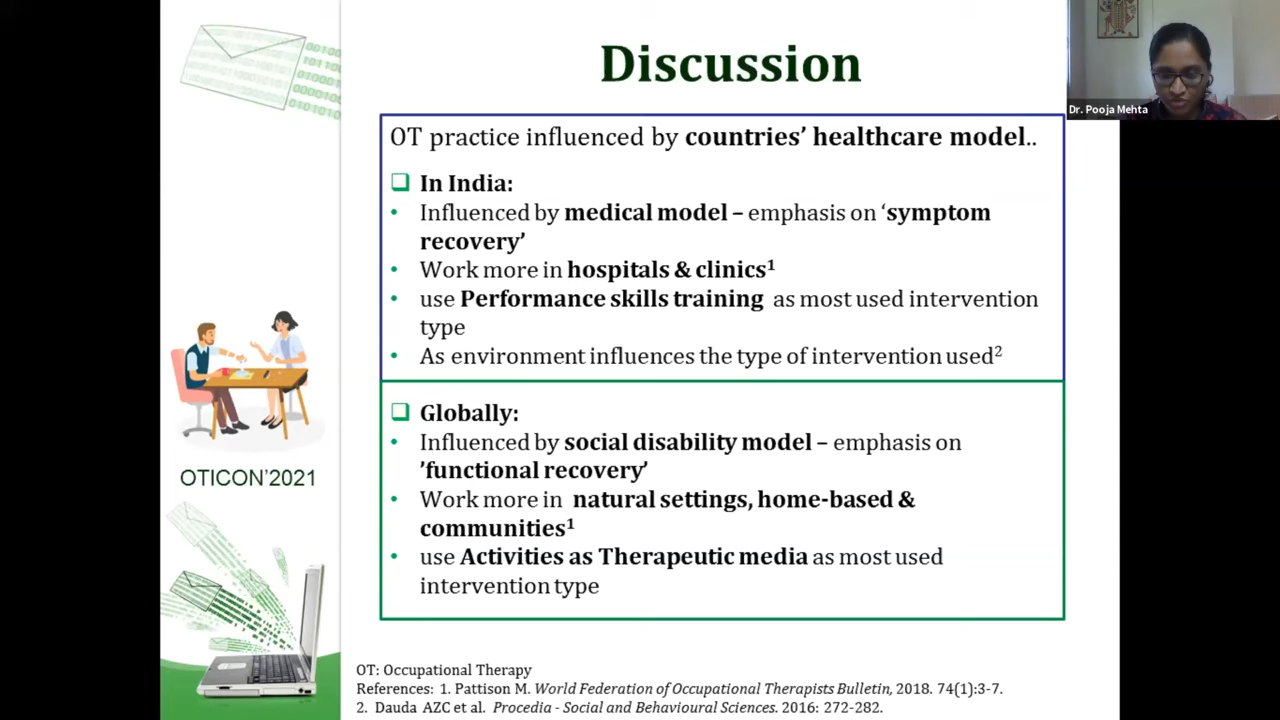 Discussion
Dr. Pooja Mehta
OT practice influenced by countries’ healthcare model..
❑ In India:
• Influenced by medical model – emphasis on ‘symptom
recovery’
• Work more in hospitals & clinics¹
• use Performance skills training as most used intervention
type
• As environment influences the type of intervention used²
❑ Globally:
• Influenced by social disability model – emphasis on
’functional recovery’
• Work more in natural settings, home-based &
communities¹
• use Activities as Therapeutic media as most used
intervention type
OTICON’2021
OT: Occupational Therapy
References: 1. Pattison M. World Federation of Occupational Therapists Bulletin, 2018. 74(1):3-7.
2. Dauda AZC et al. Procedia - Social and Behavioural Sciences. 2016: 272-282.